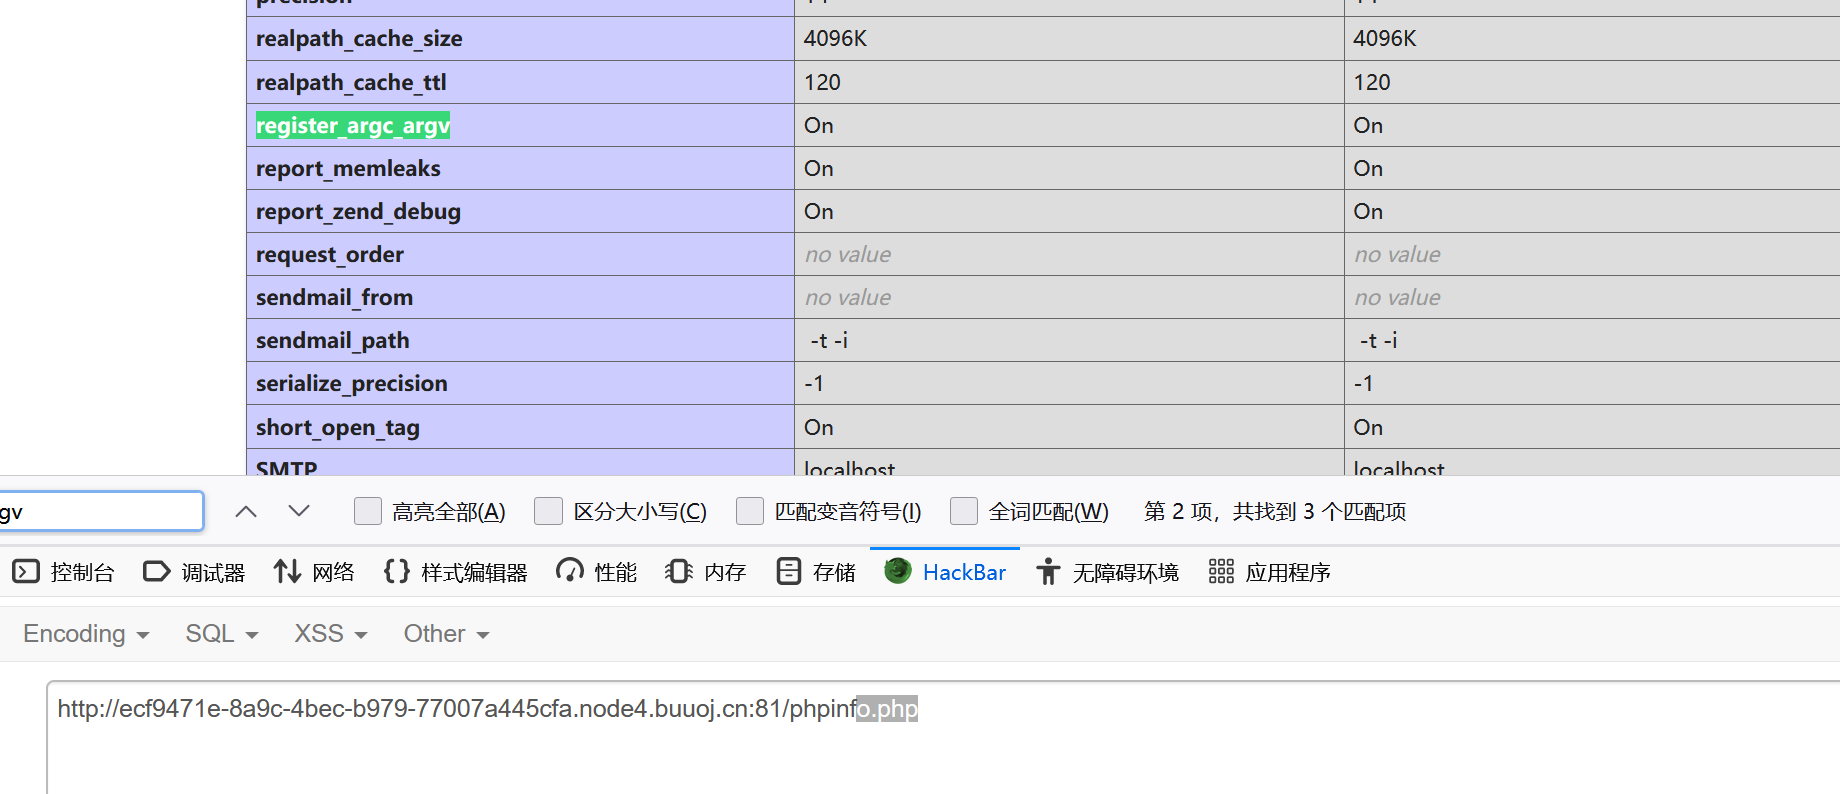 precision 14 14
realpath_cache_size 4096K 4096K
realpath_cache_ttl 120 120
register_argc_argv On On
report_memleaks On On
report_zend_debug On On
request_order no value no value
sendmail_from no value no value
sendmail_path -t -i -t -i
serialize_precision -1 -1
short_open_tag On On
SMTP localhost localhost
gv 高亮全部(A) 区分大小写(C) 匹配变音符号(I) 全词匹配(W) 第 2 项，共找到 3 个匹配项
控制台 调试器 网络 样式编辑器 性能 内存 存储 HackBar 无障碍环境 应用程序
Encoding SQL XSS Other
http://ecf9471e-8a9c-4bec-b979-77007a445cfa.node4.buuoj.cn:81/phpinfo.php